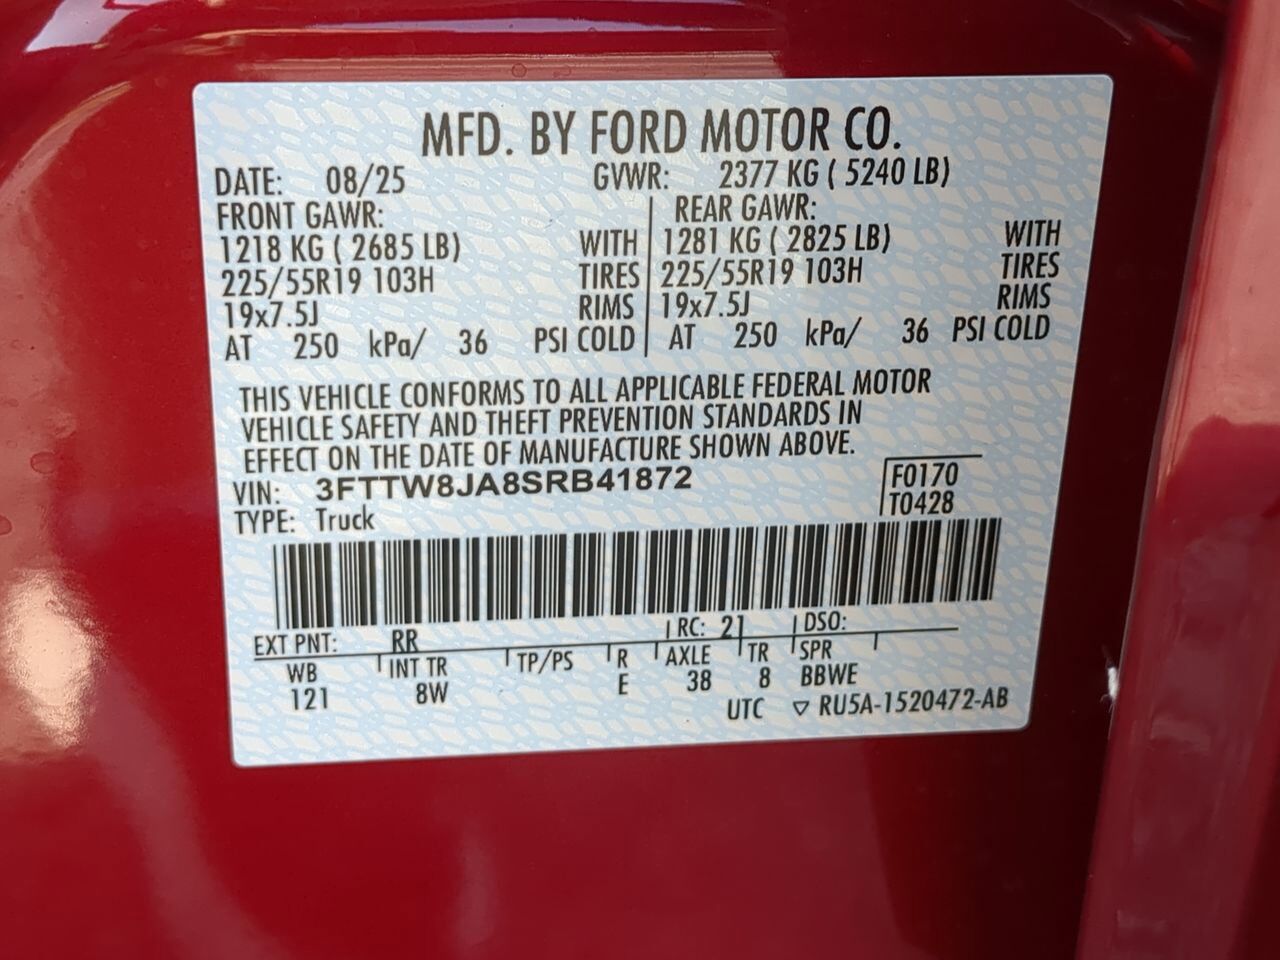 MFD. BY FORD MOTOR CO.
DATE: 08/25 GVWR: 2377 KG ( 5240 LB)
FRONT GAWR: REAR GAWR:
1218 KG ( 2685 LB) WITH 1281 KG ( 2825 LB) WITH
225/55R19 103H TIRES 225/55R19 103H TIRES
19x7.5J RIMS 19x7.5J RIMS
AT 250 kPa/ 36 PSI COLD AT 250 kPa/ 36 PSI COLD
THIS VEHICLE CONFORMS TO ALL APPLICABLE FEDERAL MOTOR
VEHICLE SAFETY AND THEFT PREVENTION STANDARDS IN
EFFECT ON THE DATE OF MANUFACTURE SHOWN ABOVE.
VIN: 3FTTW8JA8SRB41872 F0170
TYPE: Truck T0428
EXT PNT: RR RC: 21 DSO:
WB INT TR TP/PS R AXLE TR SPR
121 8W E 38 8 BBWE
UTC ▽ RU5A-1520472-AB